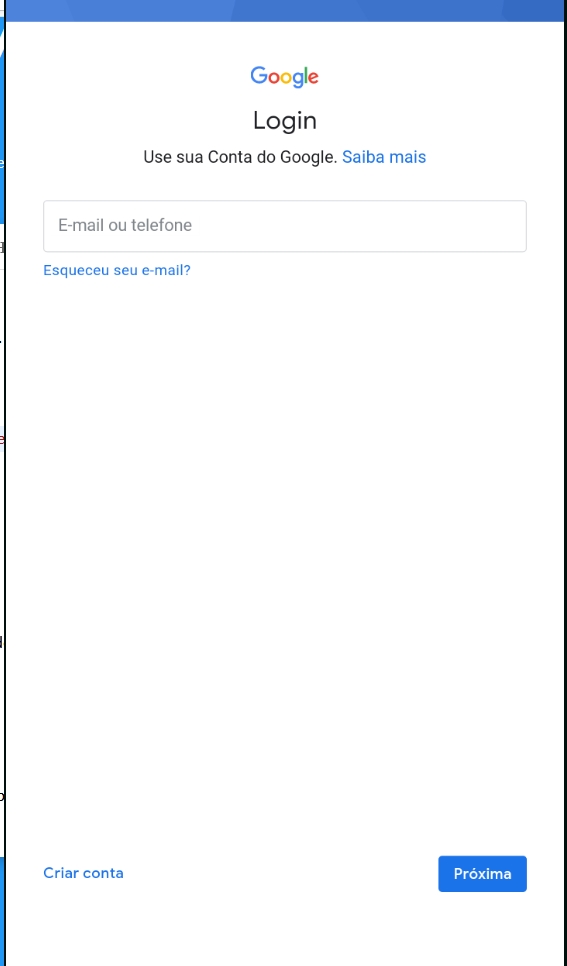 Google
Login
Use sua Conta do Google. Saiba mais
E-mail ou telefone
Esqueceu seu e-mail?
Criar conta
Próxima